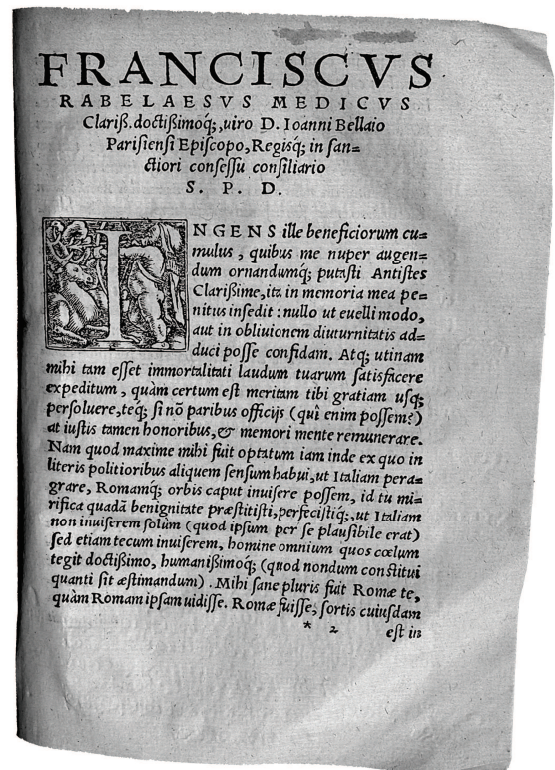 FRANCISCVS
RABELAESVS MEDICVS
Clariß. doctißimoq́;, uiro D. Ioanni Bellaio
Parisiensi Episcopo, Regisq́; in san=
ctiori consessu consiliario
S. P. D.
INGENS ille beneficiorum cu=
mulus, quibus me nuper augen=
dum ornandumq́; putasti Antistes
Clarißime, ita in memoria mea pe=
nitus insedit: nullo ut euelli modo,
aut in obliuionem diuturnitatis ad=
duci posse confidam. Atq; utinam
mihi tam esset immortalitati laudum tuarum satisfacere
expeditum, quàm certum est meritam tibi gratiam usq;
persoluere, teq́; si nõ paribus officijs (quî enim possem?)
at iustis tamen honoribus, & memori mente remunerare.
Nam quod maxime mihi fuit optatum iam inde ex quo in
literis politioribus aliquem sensum habui, ut Italiam pera=
grare, Romamq́; orbis caput inuisere possem, id tu mi=
rifica quadã benignitate præstitisti, perfecistiq́;, ut Italiam
non inuiserem solùm (quod ipsum per se plausibile erat)
sed etiam tecum inuiserem, homine omnium quos cœlum
tegit doctißimo, humanißimoq́; (quod nondum constitui
quanti sit æstimandum). Mihi sane pluris fuit Romæ te,
quàm Romam ipsam uidisse. Romæ fuisse, sortis cuiusdam
* 2 est in